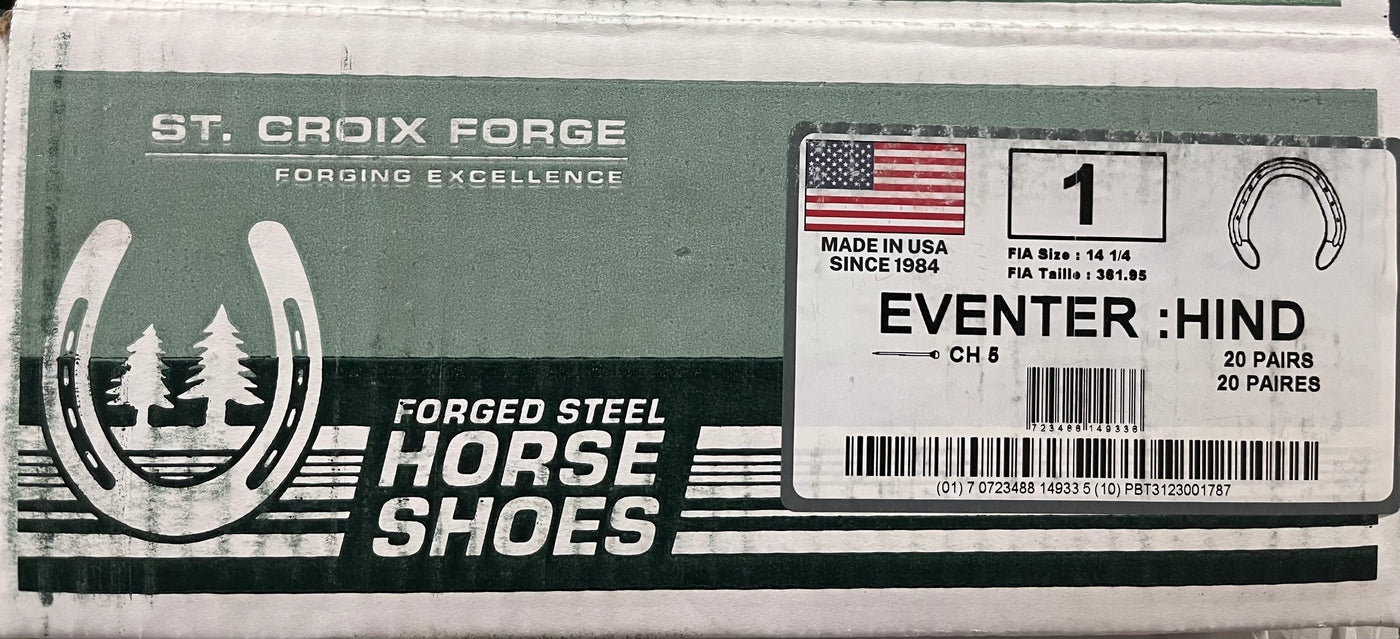 ST. CROIX FORGE
FORGING EXCELLENCE
FORGED STEEL
HORSE
SHOES
MADE IN USA
SINCE 1984
1
FIA Size : 14 1/4
FIA Taille : 361.95
EVENTER :HIND
CH 5
20 PAIRS
20 PAIRES
7 23488 149338
(01) 7 0723488 14933 5 (10) PBT3123001787